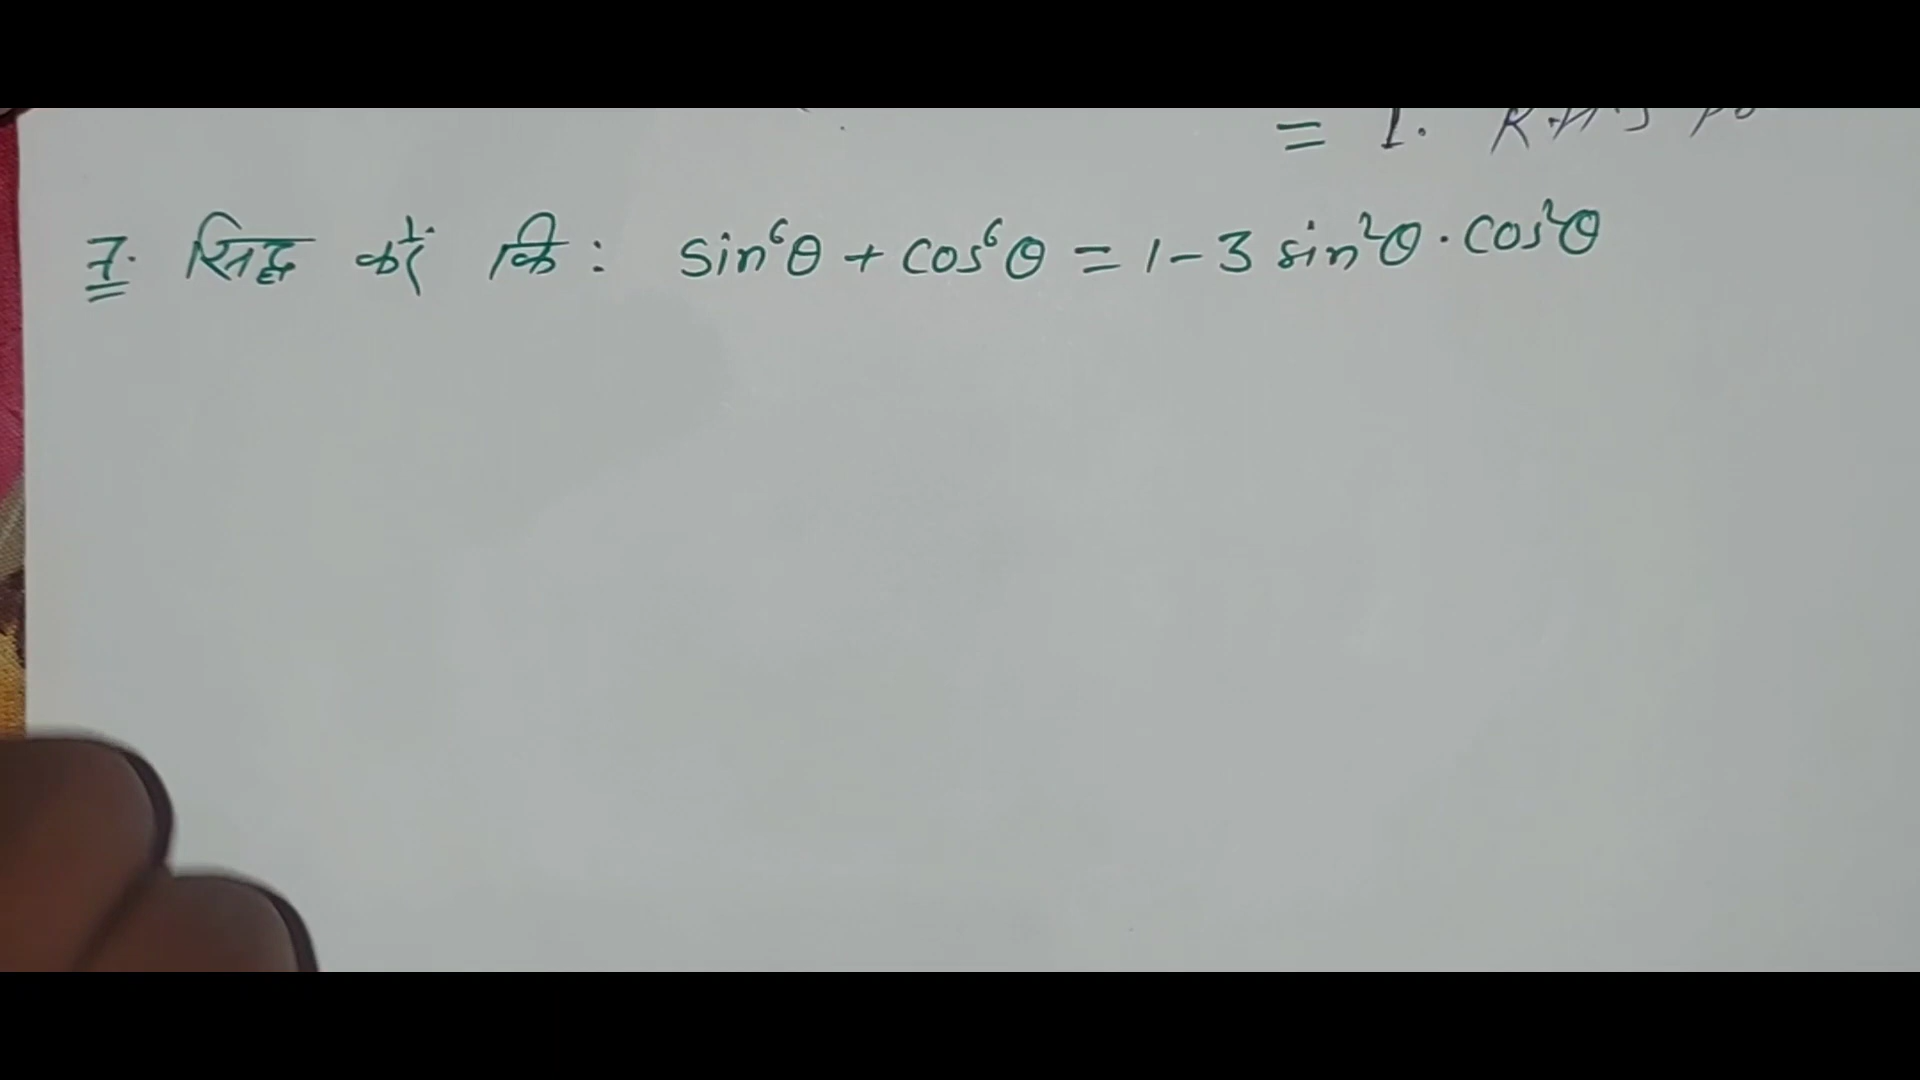 = 1. R.H.S
7. सिद्ध करें कि : sin⁶θ + cos⁶θ = 1 - 3 sin²θ · cos²θ